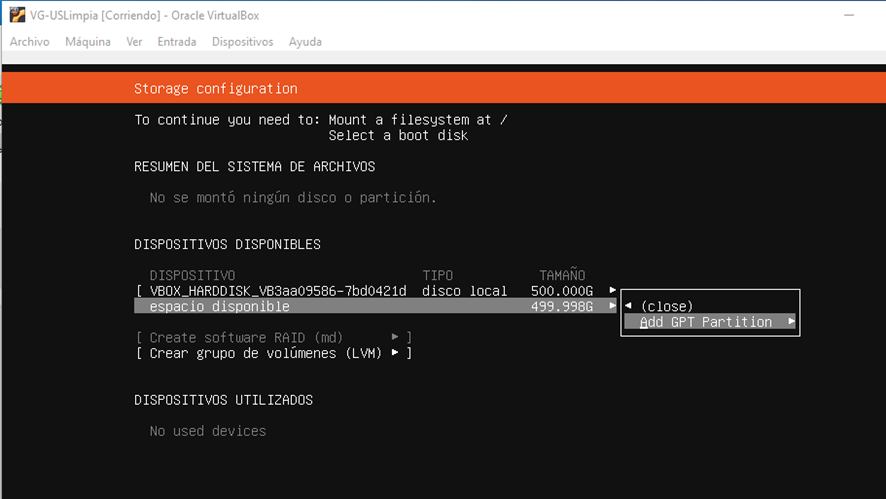 VG-USLimpia [Corriendo] - Oracle VirtualBox
Archivo Máquina Ver Entrada Dispositivos Ayuda
Storage configuration
To continue you need to: Mount a filesystem at /
Select a boot disk
RESUMEN DEL SISTEMA DE ARCHIVOS
No se montó ningún disco o partición.
DISPOSITIVOS DISPONIBLES
DISPOSITIVO TIPO TAMAÑO
[ VBOX_HARDDISK_VB3aa09586-7bd0421d disco local 500.000G ▸
espacio disponible 499.998G ▸
◂ (close)
Add GPT Partition ▸
[ Create software RAID (md) ▸ ]
[ Crear grupo de volúmenes (LVM) ▸ ]
DISPOSITIVOS UTILIZADOS
No used devices